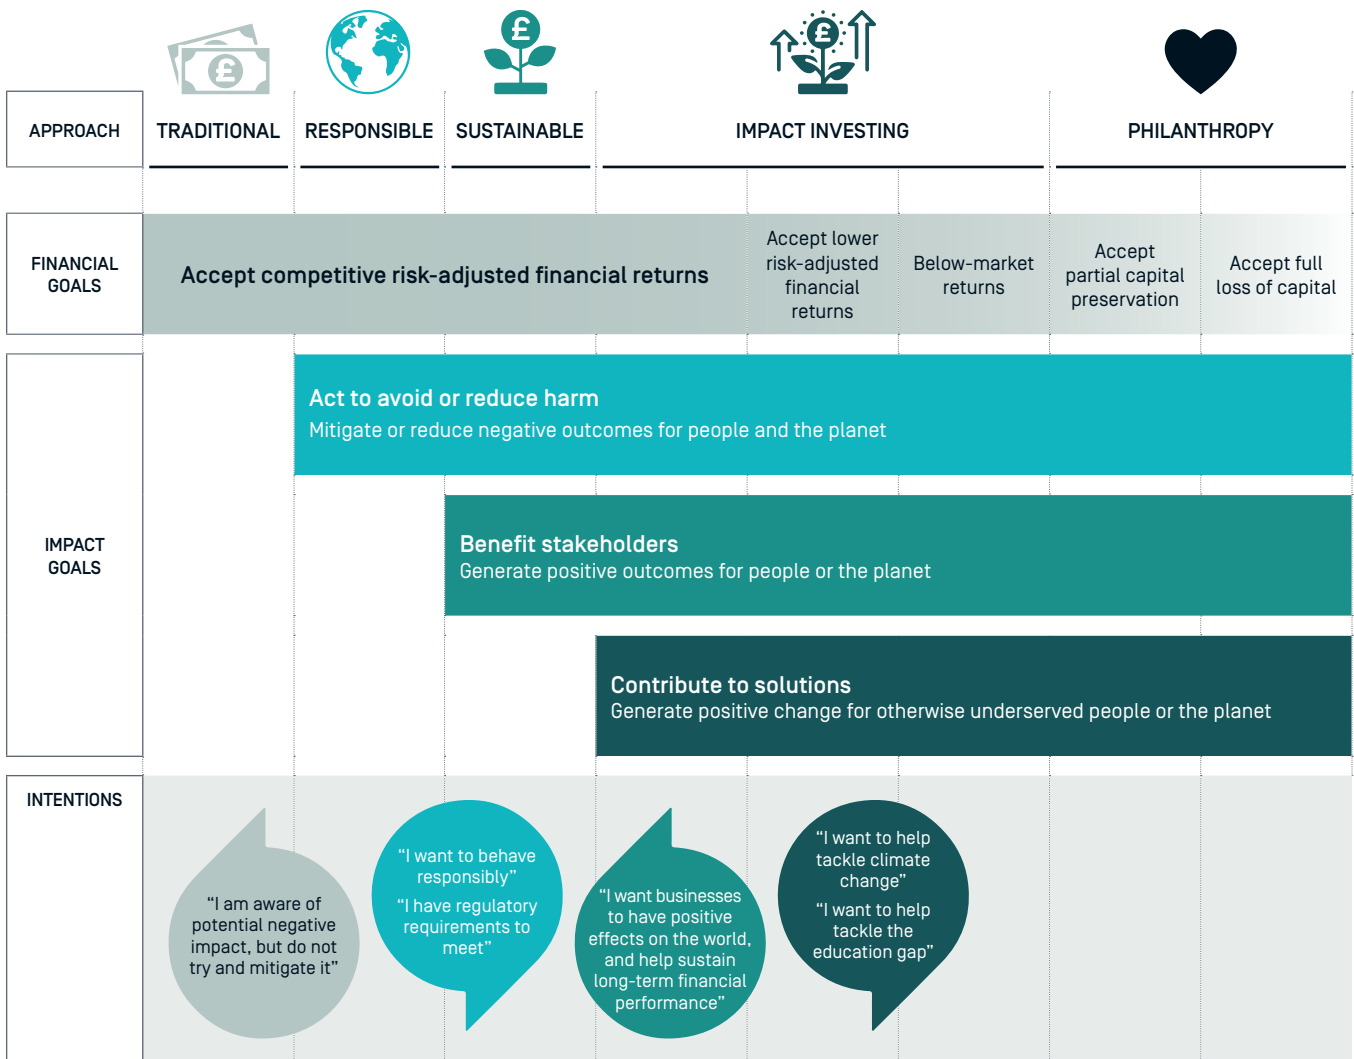 £
£
£
APPROACH
TRADITIONAL
RESPONSIBLE
SUSTAINABLE
IMPACT INVESTING
PHILANTHROPY
FINANCIAL
GOALS
Accept competitive risk-adjusted financial returns
Accept lower
risk-adjusted
financial
returns
Below-market
returns
Accept
partial capital
preservation
Accept full
loss of capital
IMPACT
GOALS
Act to avoid or reduce harm
Mitigate or reduce negative outcomes for people and the planet
Benefit stakeholders
Generate positive outcomes for people or the planet
Contribute to solutions
Generate positive change for otherwise underserved people or the planet
INTENTIONS
“I am aware of
potential negative
impact, but do not
try and mitigate it”
“I want to behave
responsibly”
“I have regulatory
requirements to
meet”
“I want businesses
to have positive
effects on the world,
and help sustain
long-term financial
performance”
“I want to help
tackle climate
change”
“I want to help
tackle the
education gap”